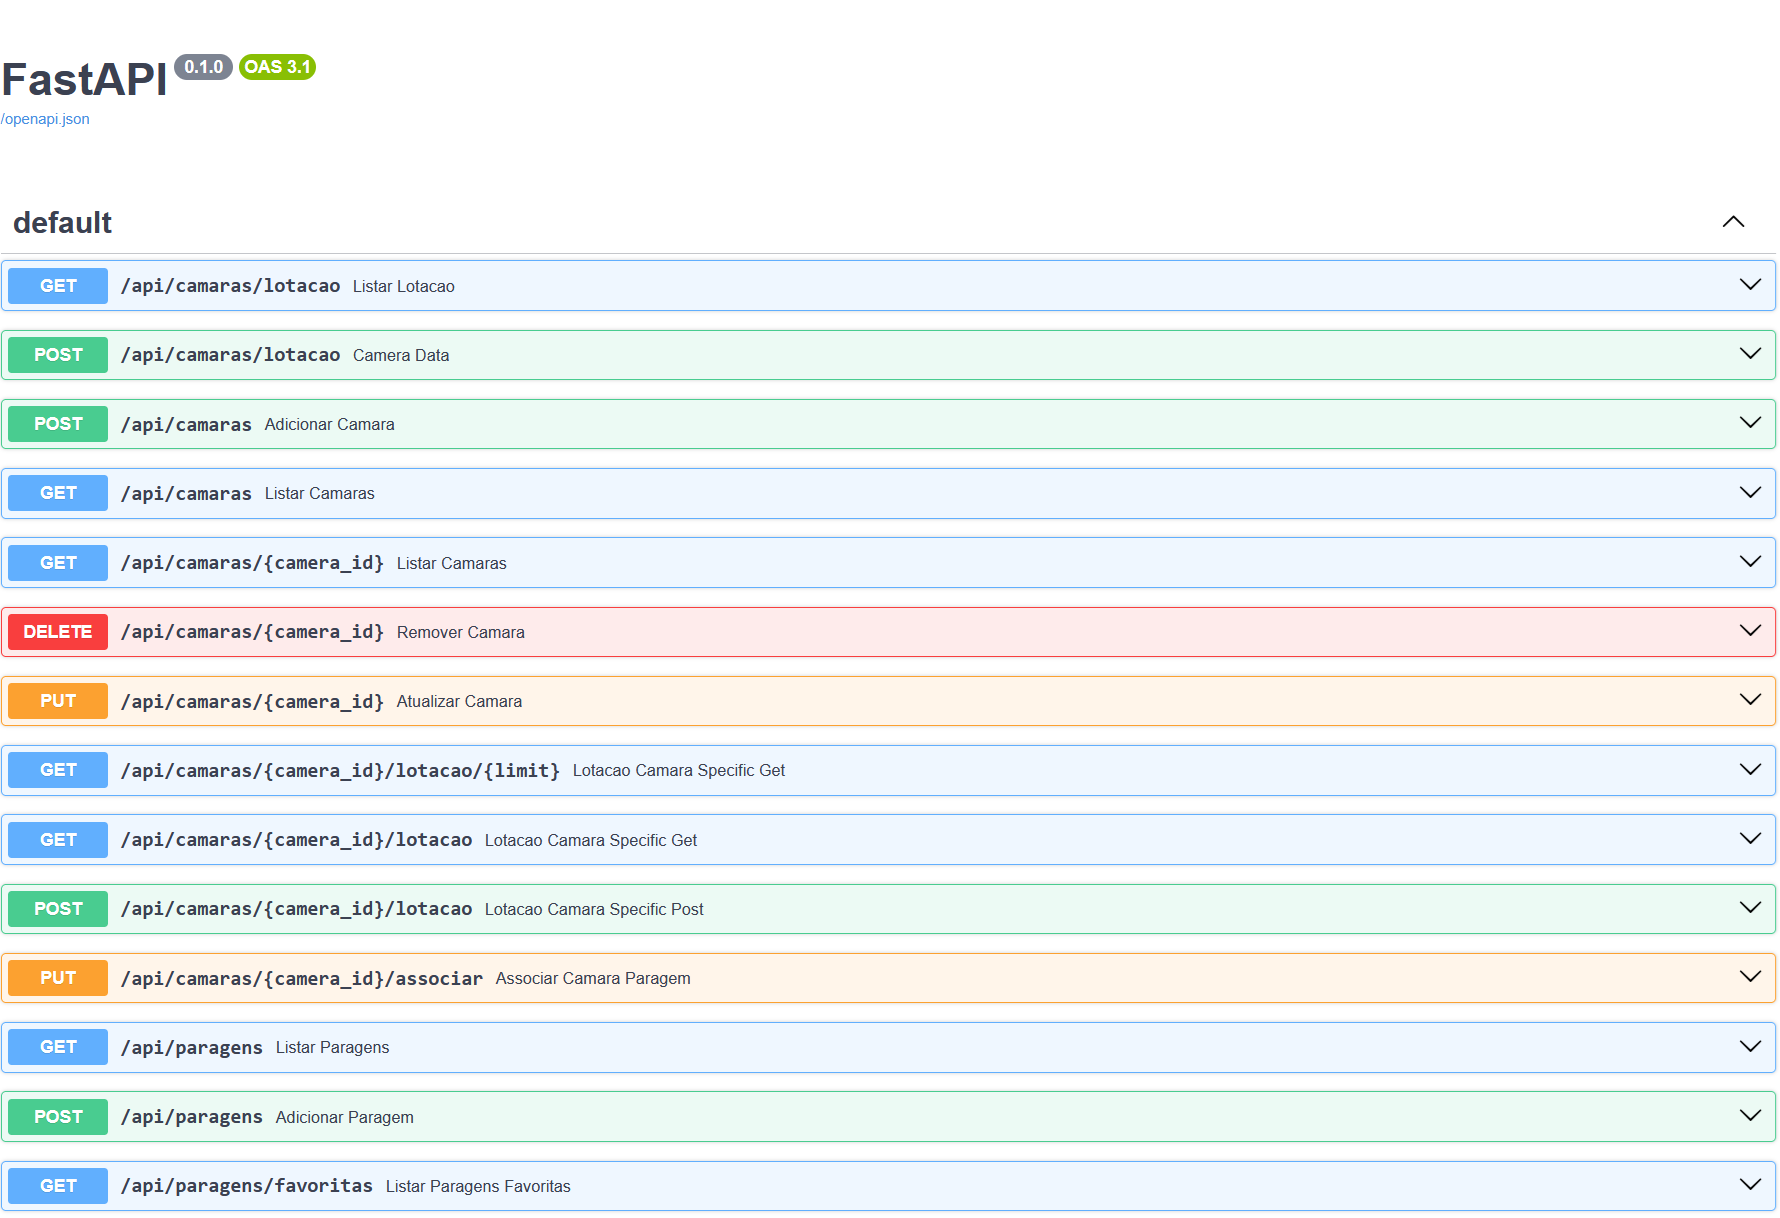 FastAPI 0.1.0 OAS 3.1
/openapi.json
default
GET /api/camaras/lotacao Listar Lotacao
POST /api/camaras/lotacao Camera Data
POST /api/camaras Adicionar Camara
GET /api/camaras Listar Camaras
GET /api/camaras/{camera_id} Listar Camaras
DELETE /api/camaras/{camera_id} Remover Camara
PUT /api/camaras/{camera_id} Atualizar Camara
GET /api/camaras/{camera_id}/lotacao/{limit} Lotacao Camara Specific Get
GET /api/camaras/{camera_id}/lotacao Lotacao Camara Specific Get
POST /api/camaras/{camera_id}/lotacao Lotacao Camara Specific Post
PUT /api/camaras/{camera_id}/associar Associar Camara Paragem
GET /api/paragens Listar Paragens
POST /api/paragens Adicionar Paragem
GET /api/paragens/favoritas Listar Paragens Favoritas